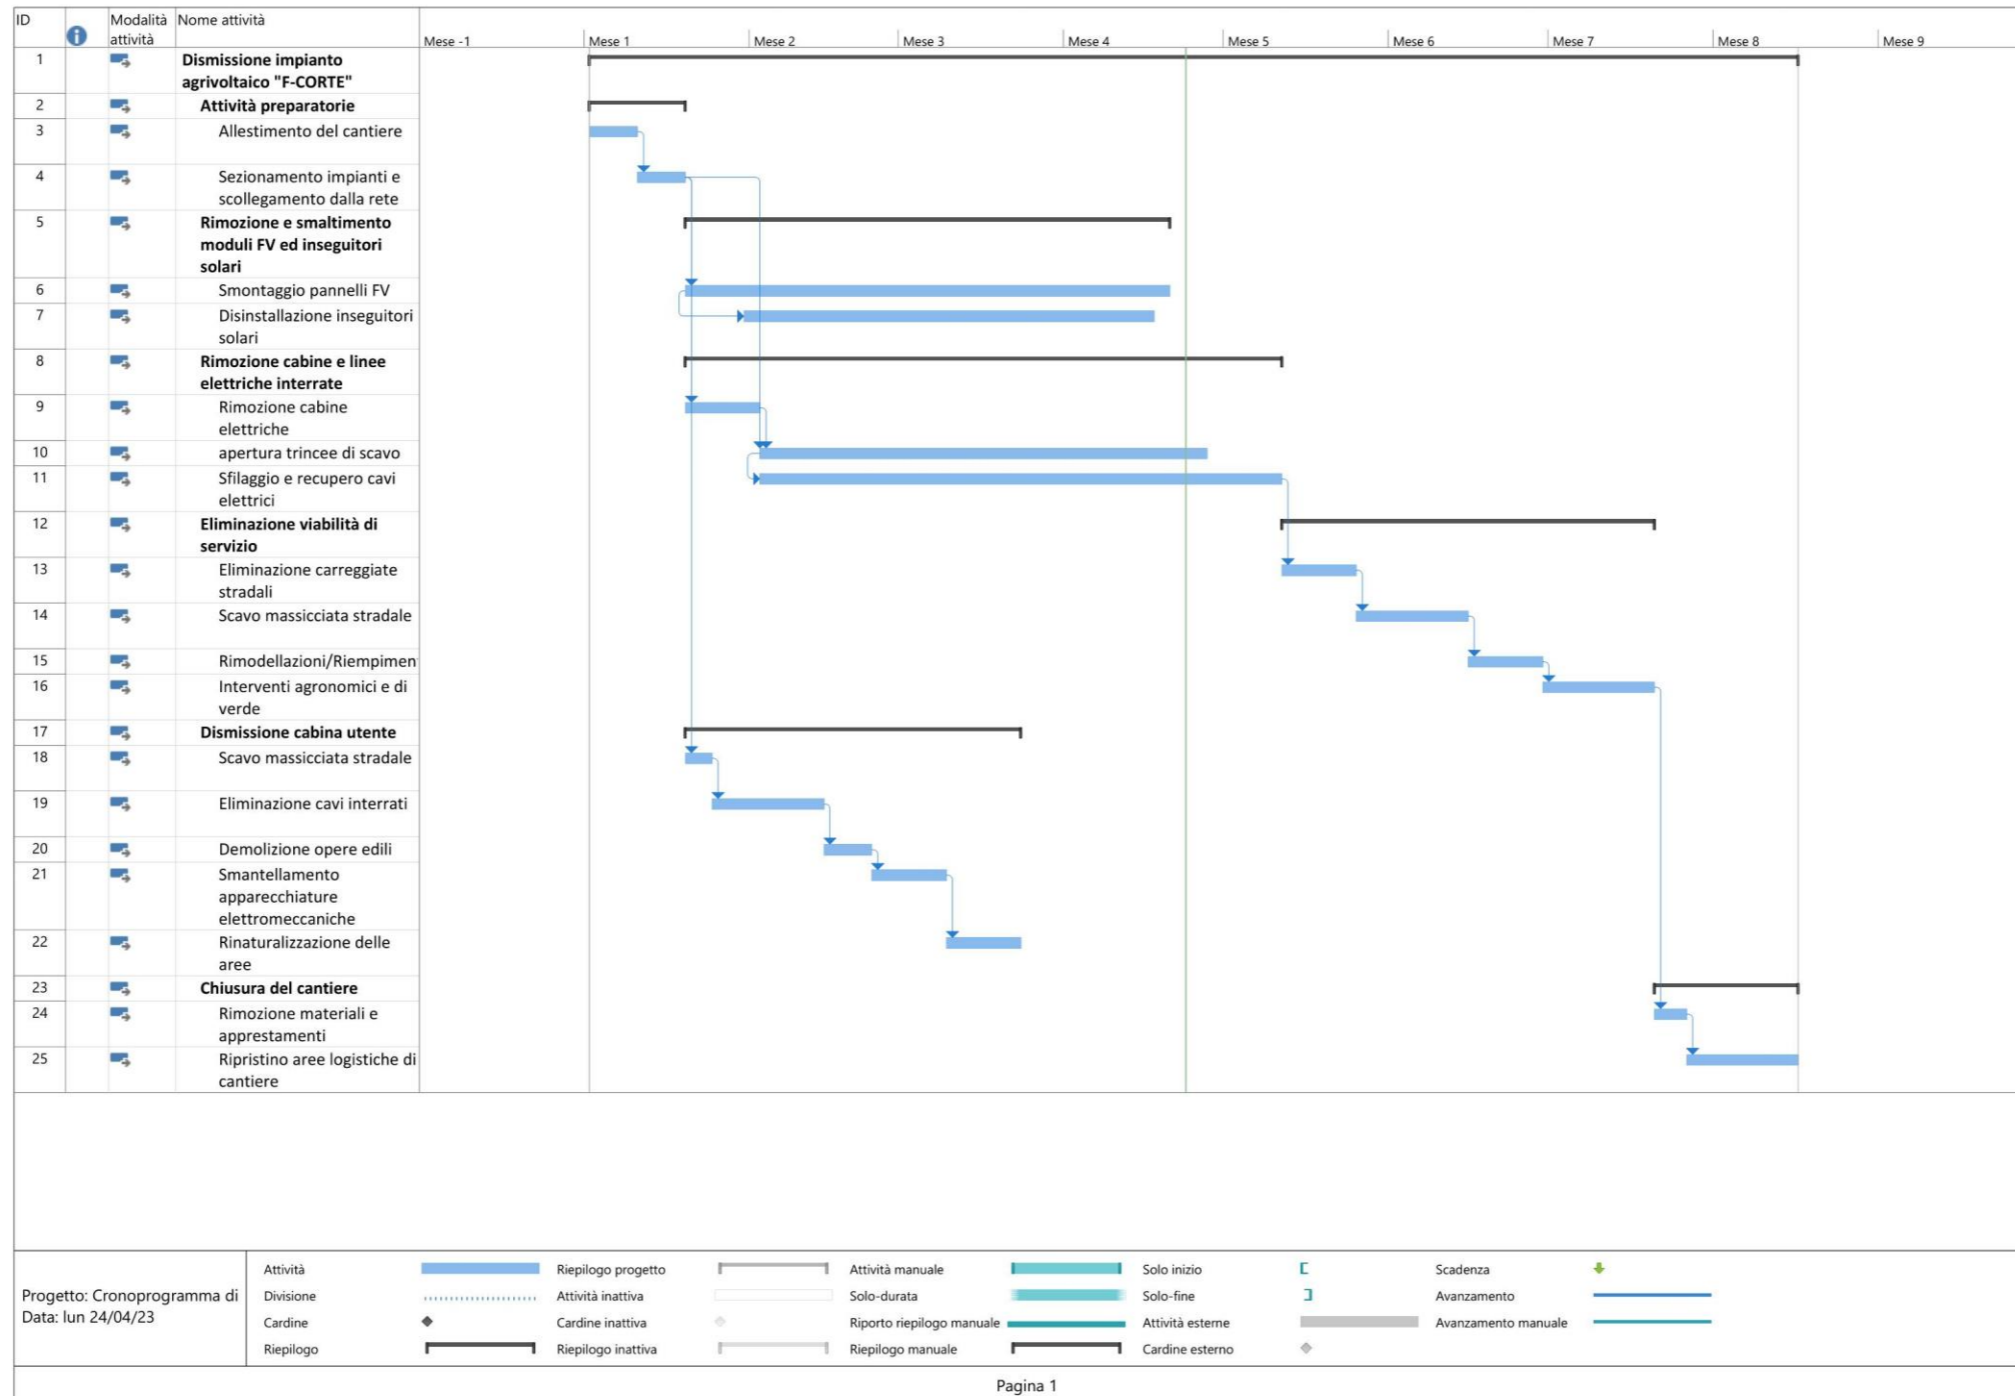 ID
Modalità attività
Nome attività
Mese -1
Mese 1
Mese 2
Mese 3
Mese 4
Mese 5
Mese 6
Mese 7
Mese 8
Mese 9
1
Dismissione impianto
agrivoltaico "F-CORTE"
2
Attività preparatorie
3
Allestimento del cantiere
4
Sezionamento impianti e
scollegamento dalla rete
5
Rimozione e smaltimento
moduli FV ed inseguitori
solari
6
Smontaggio pannelli FV
7
Disinstallazione inseguitori
solari
8
Rimozione cabine e linee
elettriche interrate
9
Rimozione cabine
elettriche
10
apertura trincee di scavo
11
Sfilaggio e recupero cavi
elettrici
12
Eliminazione viabilità di
servizio
13
Eliminazione carreggiate
stradali
14
Scavo massicciata stradale
15
Rimodellazioni/Riempimen
16
Interventi agronomici e di
verde
17
Dismissione cabina utente
18
Scavo massicciata stradale
19
Eliminazione cavi interrati
20
Demolizione opere edili
21
Smantellamento
apparecchiature
elettromeccaniche
22
Rinaturalizzazione delle
aree
23
Chiusura del cantiere
24
Rimozione materiali e
apprestamenti
25
Ripristino aree logistiche di
cantiere
Progetto: Cronoprogramma di
Data: lun 24/04/23
Attività
Divisione
Cardine
Riepilogo
Riepilogo progetto
Attività inattiva
Cardine inattiva
Riepilogo inattiva
Attività manuale
Solo-durata
Riporto riepilogo manuale
Riepilogo manuale
Solo inizio
Solo-fine
Attività esterne
Cardine esterno
Scadenza
Avanzamento
Avanzamento manuale
Pagina 1